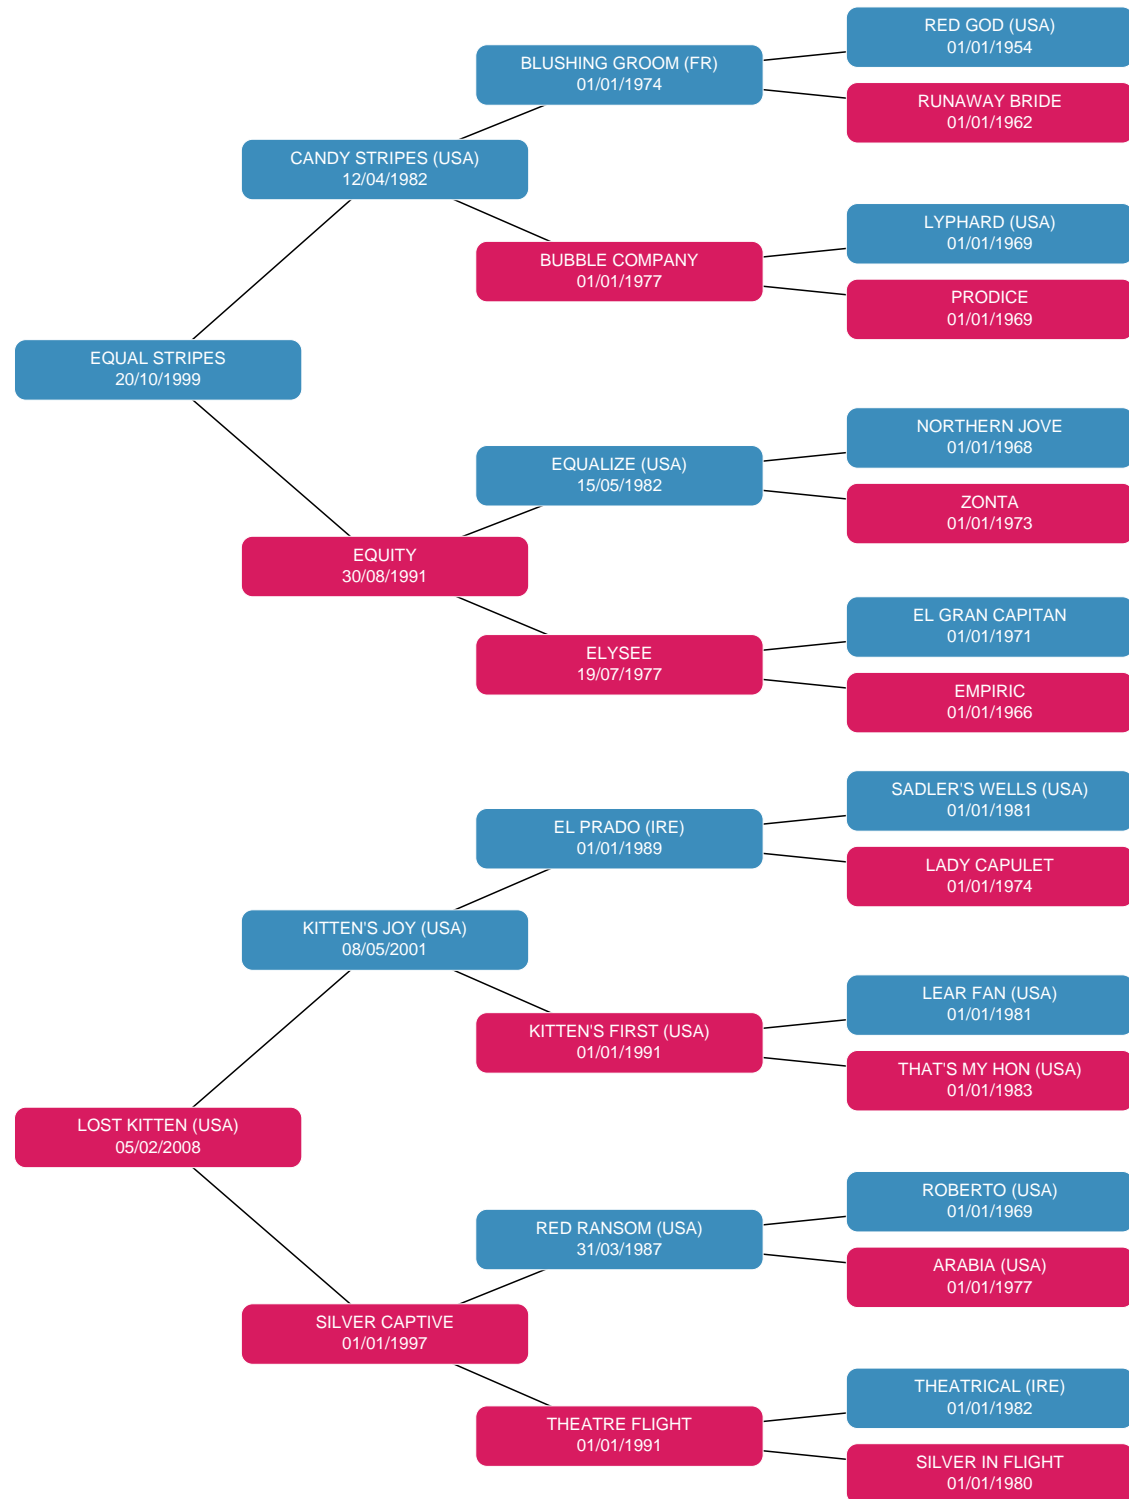 RED GOD (USA)
01/01/1954
BLUSHING GROOM (FR)
01/01/1974
RUNAWAY BRIDE
01/01/1962
CANDY STRIPES (USA)
12/04/1982
LYPHARD (USA)
01/01/1969
BUBBLE COMPANY
01/01/1977
PRODICE
01/01/1969
EQUAL STRIPES
20/10/1999
NORTHERN JOVE
01/01/1968
EQUALIZE (USA)
15/05/1982
ZONTA
01/01/1973
EQUITY
30/08/1991
EL GRAN CAPITAN
01/01/1971
ELYSEE
19/07/1977
EMPIRIC
01/01/1966
SADLER'S WELLS (USA)
01/01/1981
EL PRADO (IRE)
01/01/1989
LADY CAPULET
01/01/1974
KITTEN'S JOY (USA)
08/05/2001
LEAR FAN (USA)
01/01/1981
KITTEN'S FIRST (USA)
01/01/1991
THAT'S MY HON (USA)
01/01/1983
LOST KITTEN (USA)
05/02/2008
ROBERTO (USA)
01/01/1969
RED RANSOM (USA)
31/03/1987
ARABIA (USA)
01/01/1977
SILVER CAPTIVE
01/01/1997
THEATRICAL (IRE)
01/01/1982
THEATRE FLIGHT
01/01/1991
SILVER IN FLIGHT
01/01/1980